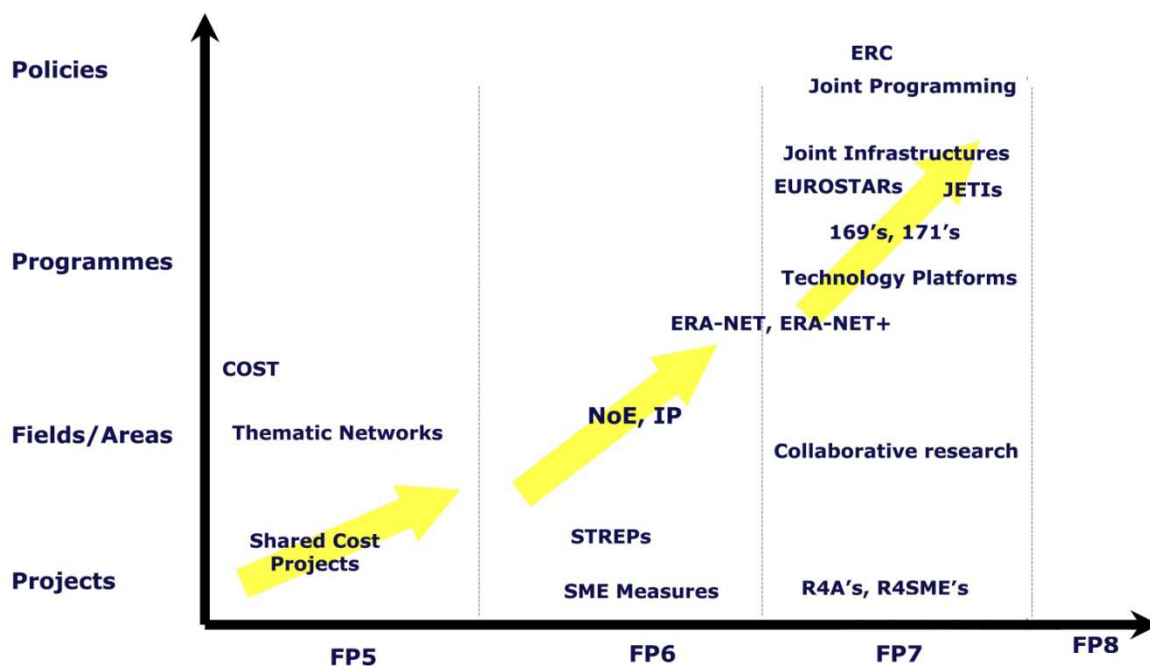 ERC
Policies
Joint Programming
Joint Infrastructures
EUROSTARs
JETIs
169’s, 171’s
Programmes
Technology Platforms
ERA-NET, ERA-NET+
COST
NoE, IP
Fields/Areas
Thematic Networks
Collaborative research
Shared Cost
Projects
STREPs
Projects
SME Measures
R4A’s, R4SME’s
FP5
FP6
FP7
FP8